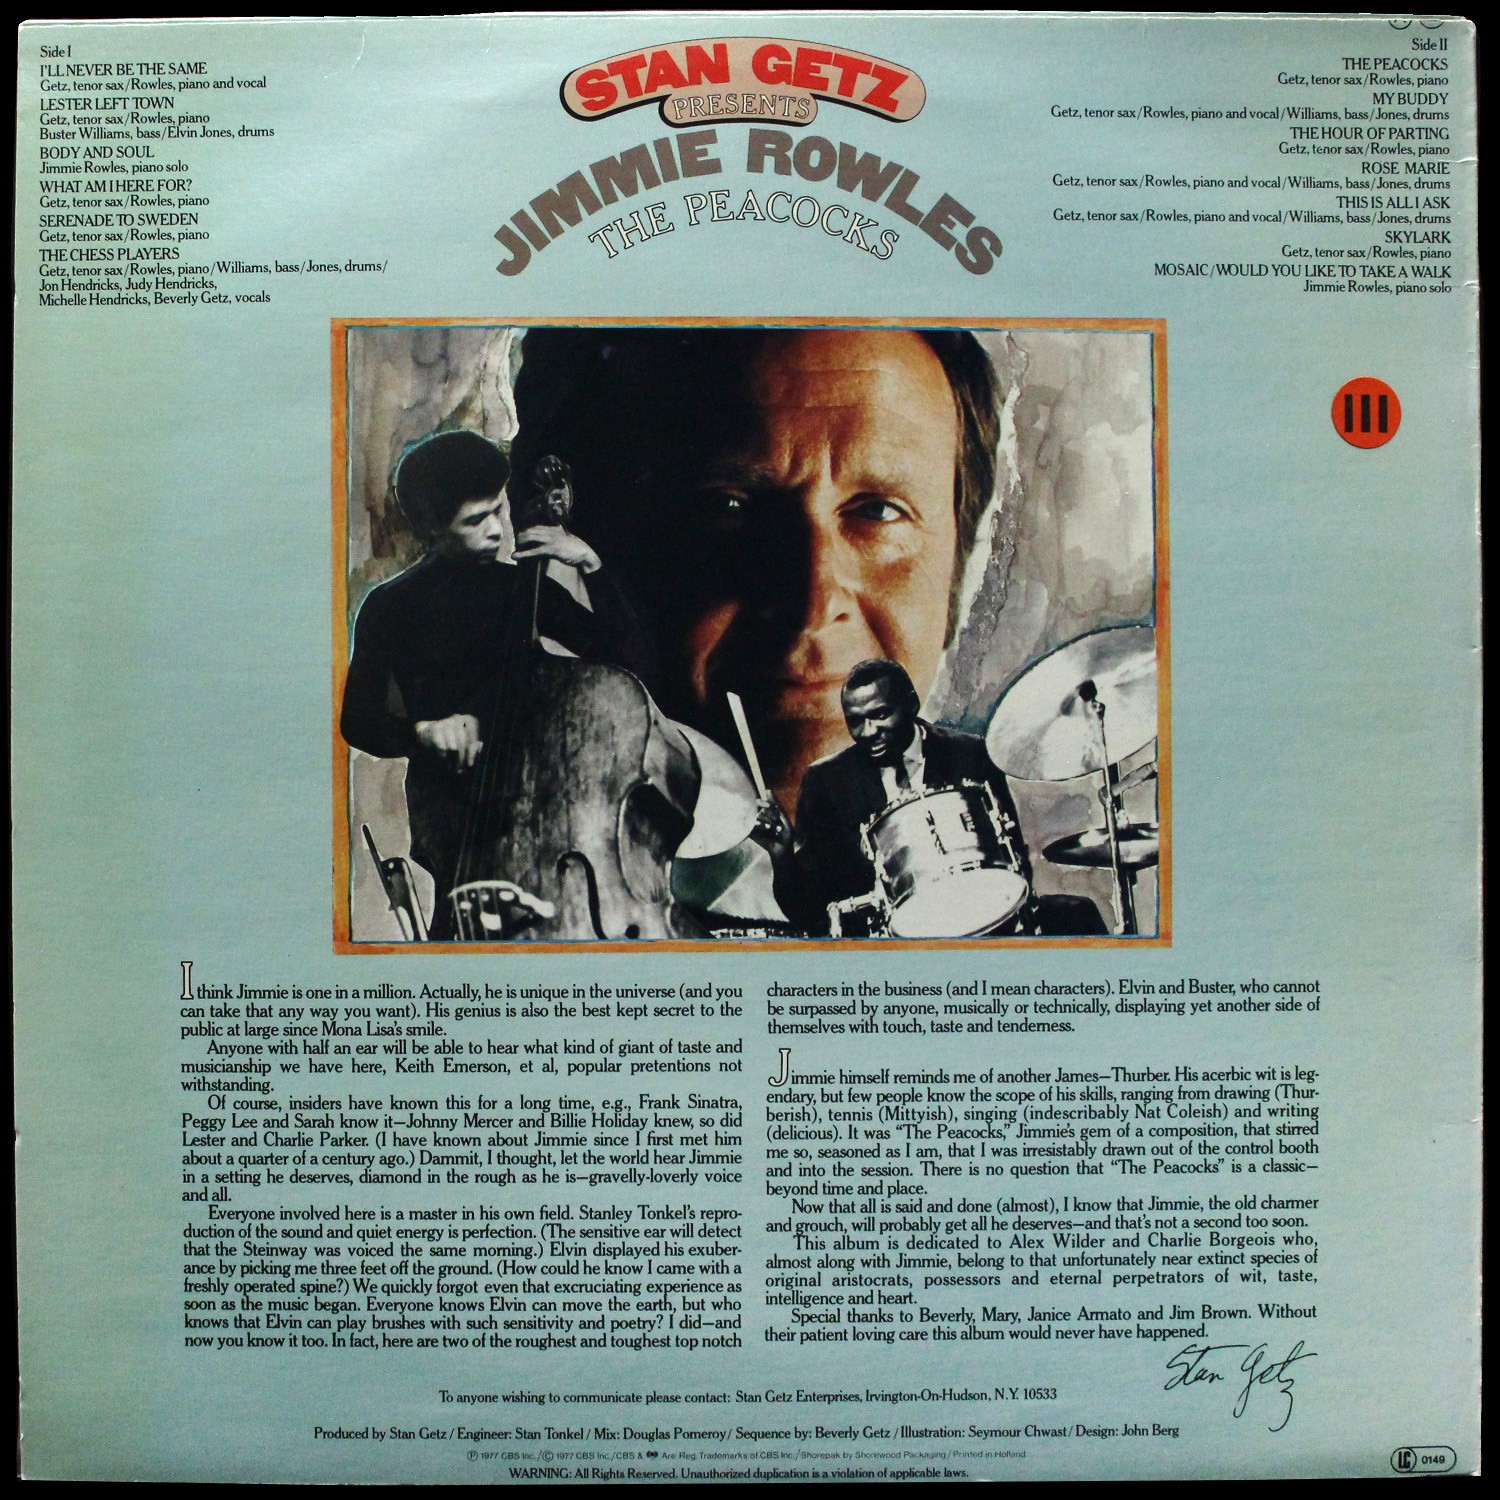 Side I
I'LL NEVER BE THE SAME
Getz, tenor sax/Rowles, piano and vocal
LESTER LEFT TOWN
Getz, tenor sax/Rowles, piano
Buster Williams, bass/Elvin Jones, drums
BODY AND SOUL
Jimmie Rowles, piano solo
WHAT AM I HERE FOR?
Getz, tenor sax/Rowles, piano
SERENADE TO SWEDEN
Getz, tenor sax/Rowles, piano
THE CHESS PLAYERS
Getz, tenor sax/Rowles, piano/Williams, bass/Jones, drums/
Jon Hendricks, Judy Hendricks,
Michelle Hendricks, Beverly Getz, vocals
STAN GETZ
PRESENTS
JIMMIE ROWLES
THE PEACOCKS
Side II
THE PEACOCKS
Getz, tenor sax/Rowles, piano
MY BUDDY
Getz, tenor sax/Rowles, piano and vocal/Williams, bass/Jones, drums
THE HOUR OF PARTING
Getz, tenor sax/Rowles, piano
ROSE MARIE
Getz, tenor sax/Rowles, piano and vocal/Williams, bass/Jones, drums
THIS IS ALL I ASK
Getz, tenor sax/Rowles, piano and vocal/Williams, bass/Jones, drums
SKYLARK
Getz, tenor sax/Rowles, piano
MOSAIC/WOULD YOU LIKE TO TAKE A WALK
Jimmie Rowles, piano solo
III
I think Jimmie is one in a million. Actually, he is unique in the universe (and you
can take that any way you want). His genius is also the best kept secret to the
public at large since Mona Lisa's smile.
Anyone with half an ear will be able to hear what kind of giant of taste and
musicianship we have here, Keith Emerson, et al, popular pretentions not
withstanding.
Of course, insiders have known this for a long time, e.g., Frank Sinatra,
Peggy Lee and Sarah know it—Johnny Mercer and Billie Holiday knew, so did
Lester and Charlie Parker. (I have known about Jimmie since I first met him
about a quarter of a century ago.) Dammit, I thought, let the world hear Jimmie
in a setting he deserves, diamond in the rough as he is—gravelly-loverly voice
and all.
Everyone involved here is a master in his own field. Stanley Tonkel's repro-
duction of the sound and quiet energy is perfection. (The sensitive ear will detect
that the Steinway was voiced the same morning.) Elvin displayed his exuber-
ance by picking me three feet off the ground. (How could he know I came with a
freshly operated spine?) We quickly forgot even that excruciating experience as
soon as the music began. Everyone knows Elvin can move the earth, but who
knows that Elvin can play brushes with such sensitivity and poetry? I did—and
now you know it too. In fact, here are two of the roughest and toughest top notch
characters in the business (and I mean characters). Elvin and Buster, who cannot
be surpassed by anyone, musically or technically, displaying yet another side of
themselves with touch, taste and tenderness.
Jimmie himself reminds me of another James—Thurber. His acerbic wit is leg-
endary, but few people know the scope of his skills, ranging from drawing (Thur-
berish), tennis (Mittyish), singing (indescribably Nat Coleish) and writing
(delicious). It was "The Peacocks," Jimmie's gem of a composition, that stirred
me so, seasoned as I am, that I was irresistably drawn out of the control booth
and into the session. There is no question that "The Peacocks" is a classic—
beyond time and place.
Now that all is said and done (almost), I know that Jimmie, the old charmer
and grouch, will probably get all he deserves—and that's not a second too soon.
This album is dedicated to Alex Wilder and Charlie Borgeois who,
almost along with Jimmie, belong to that unfortunately near extinct species of
original aristocrats, possessors and eternal perpetrators of wit, taste,
intelligence and heart.
Special thanks to Beverly, Mary, Janice Armato and Jim Brown. Without
their patient loving care this album would never have happened.
Stan Getz
To anyone wishing to communicate please contact: Stan Getz Enterprises, Irvington-On-Hudson, N.Y. 10533
Produced by Stan Getz / Engineer: Stan Tonkel / Mix: Douglas Pomeroy / Sequence by: Beverly Getz / Illustration: Seymour Chwast / Design: John Berg
Ⓟ 1977 CBS Inc./© 1977 CBS Inc./CBS & Are Reg. Trademarks of CBS Inc./Shorepak by Shorewood Packaging/Printed in Holland
WARNING: All Rights Reserved. Unauthorized duplication is a violation of applicable laws.
LC 0149